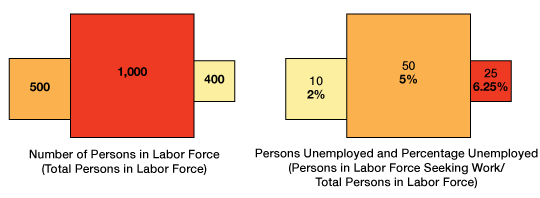 500
1,000
400
Number of Persons in Labor Force
(Total Persons in Labor Force)
10
2%
50
5%
25
6.25%
Persons Unemployed and Percentage Unemployed
(Persons in Labor Force Seeking Work/
Total Persons in Labor Force)